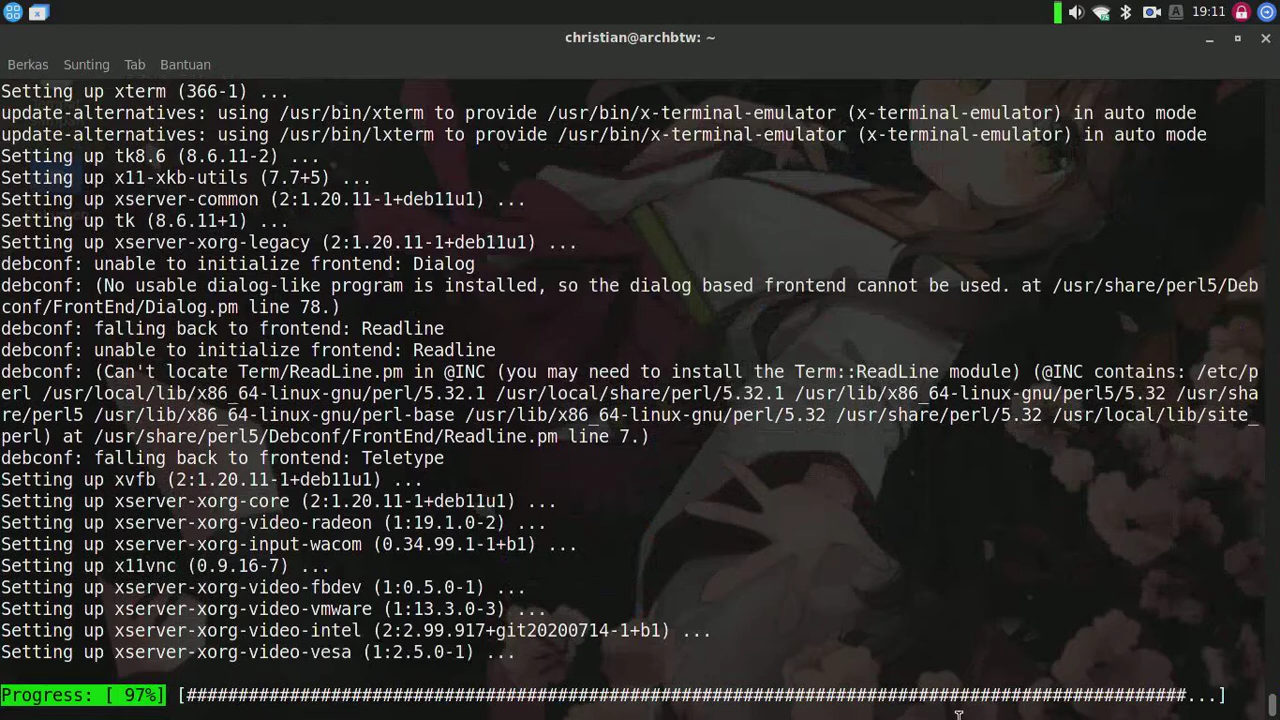 19:11
christian@archbtw: ~
Berkas Sunting Tab Bantuan
Setting up xterm (366-1) ...
update-alternatives: using /usr/bin/xterm to provide /usr/bin/x-terminal-emulator (x-terminal-emulator) in auto mode
update-alternatives: using /usr/bin/lxterm to provide /usr/bin/x-terminal-emulator (x-terminal-emulator) in auto mode
Setting up tk8.6 (8.6.11-2) ...
Setting up x11-xkb-utils (7.7+5) ...
Setting up xserver-common (2:1.20.11-1+deb11u1) ...
Setting up tk (8.6.11+1) ...
Setting up xserver-xorg-legacy (2:1.20.11-1+deb11u1) ...
debconf: unable to initialize frontend: Dialog
debconf: (No usable dialog-like program is installed, so the dialog based frontend cannot be used. at /usr/share/perl5/Deb
conf/FrontEnd/Dialog.pm line 78.)
debconf: falling back to frontend: Readline
debconf: unable to initialize frontend: Readline
debconf: (Can't locate Term/ReadLine.pm in @INC (you may need to install the Term::ReadLine module) (@INC contains: /etc/p
erl /usr/local/lib/x86_64-linux-gnu/perl/5.32.1 /usr/local/share/perl/5.32.1 /usr/lib/x86_64-linux-gnu/perl5/5.32 /usr/sha
re/perl5 /usr/lib/x86_64-linux-gnu/perl-base /usr/lib/x86_64-linux-gnu/perl/5.32 /usr/share/perl/5.32 /usr/local/lib/site_
perl) at /usr/share/perl5/Debconf/FrontEnd/Readline.pm line 7.)
debconf: falling back to frontend: Teletype
Setting up xvfb (2:1.20.11-1+deb11u1) ...
Setting up xserver-xorg-core (2:1.20.11-1+deb11u1) ...
Setting up xserver-xorg-video-radeon (1:19.1.0-2) ...
Setting up xserver-xorg-input-wacom (0.34.99.1-1+b1) ...
Setting up x11vnc (0.9.16-7) ...
Setting up xserver-xorg-video-fbdev (1:0.5.0-1) ...
Setting up xserver-xorg-video-vmware (1:13.3.0-3) ...
Setting up xserver-xorg-video-intel (2:2.99.917+git20200714-1+b1) ...
Setting up xserver-xorg-video-vesa (1:2.5.0-1) ...
Progress: [ 97%] [#################################################################################################...]